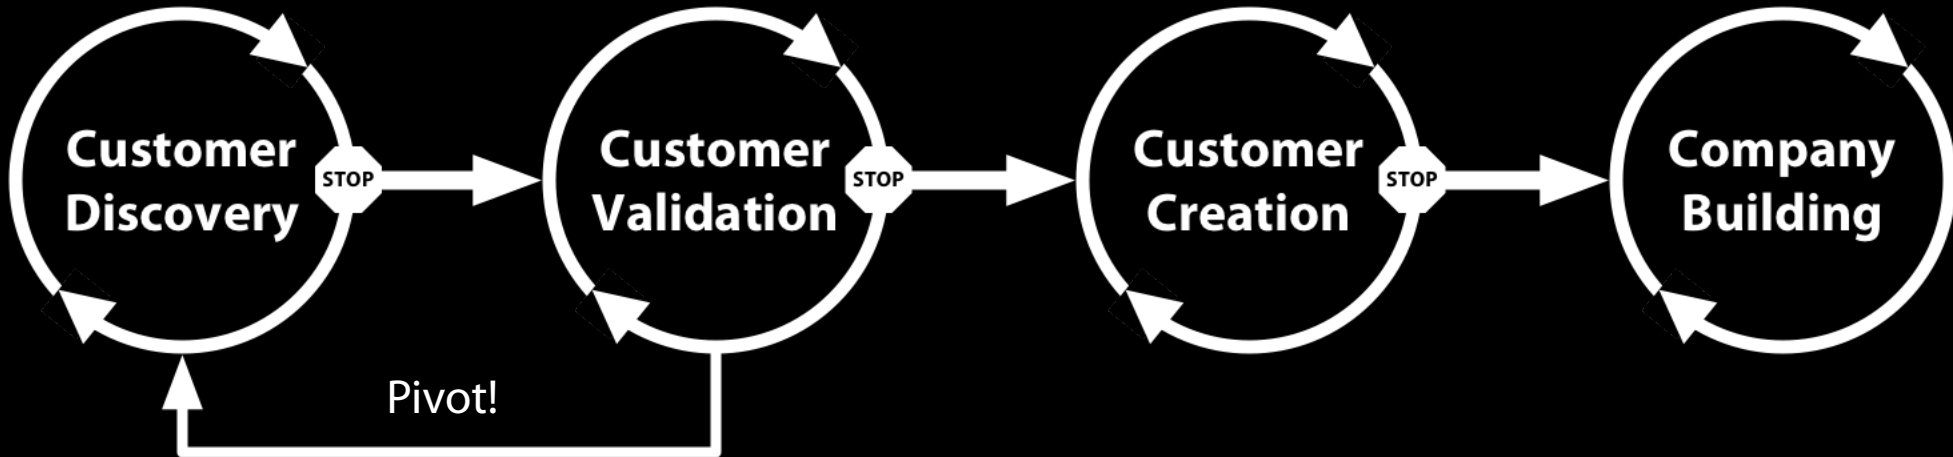 Customer
Discovery
STOP
Customer
Validation
STOP
Customer
Creation
STOP
Company
Building
Pivot!